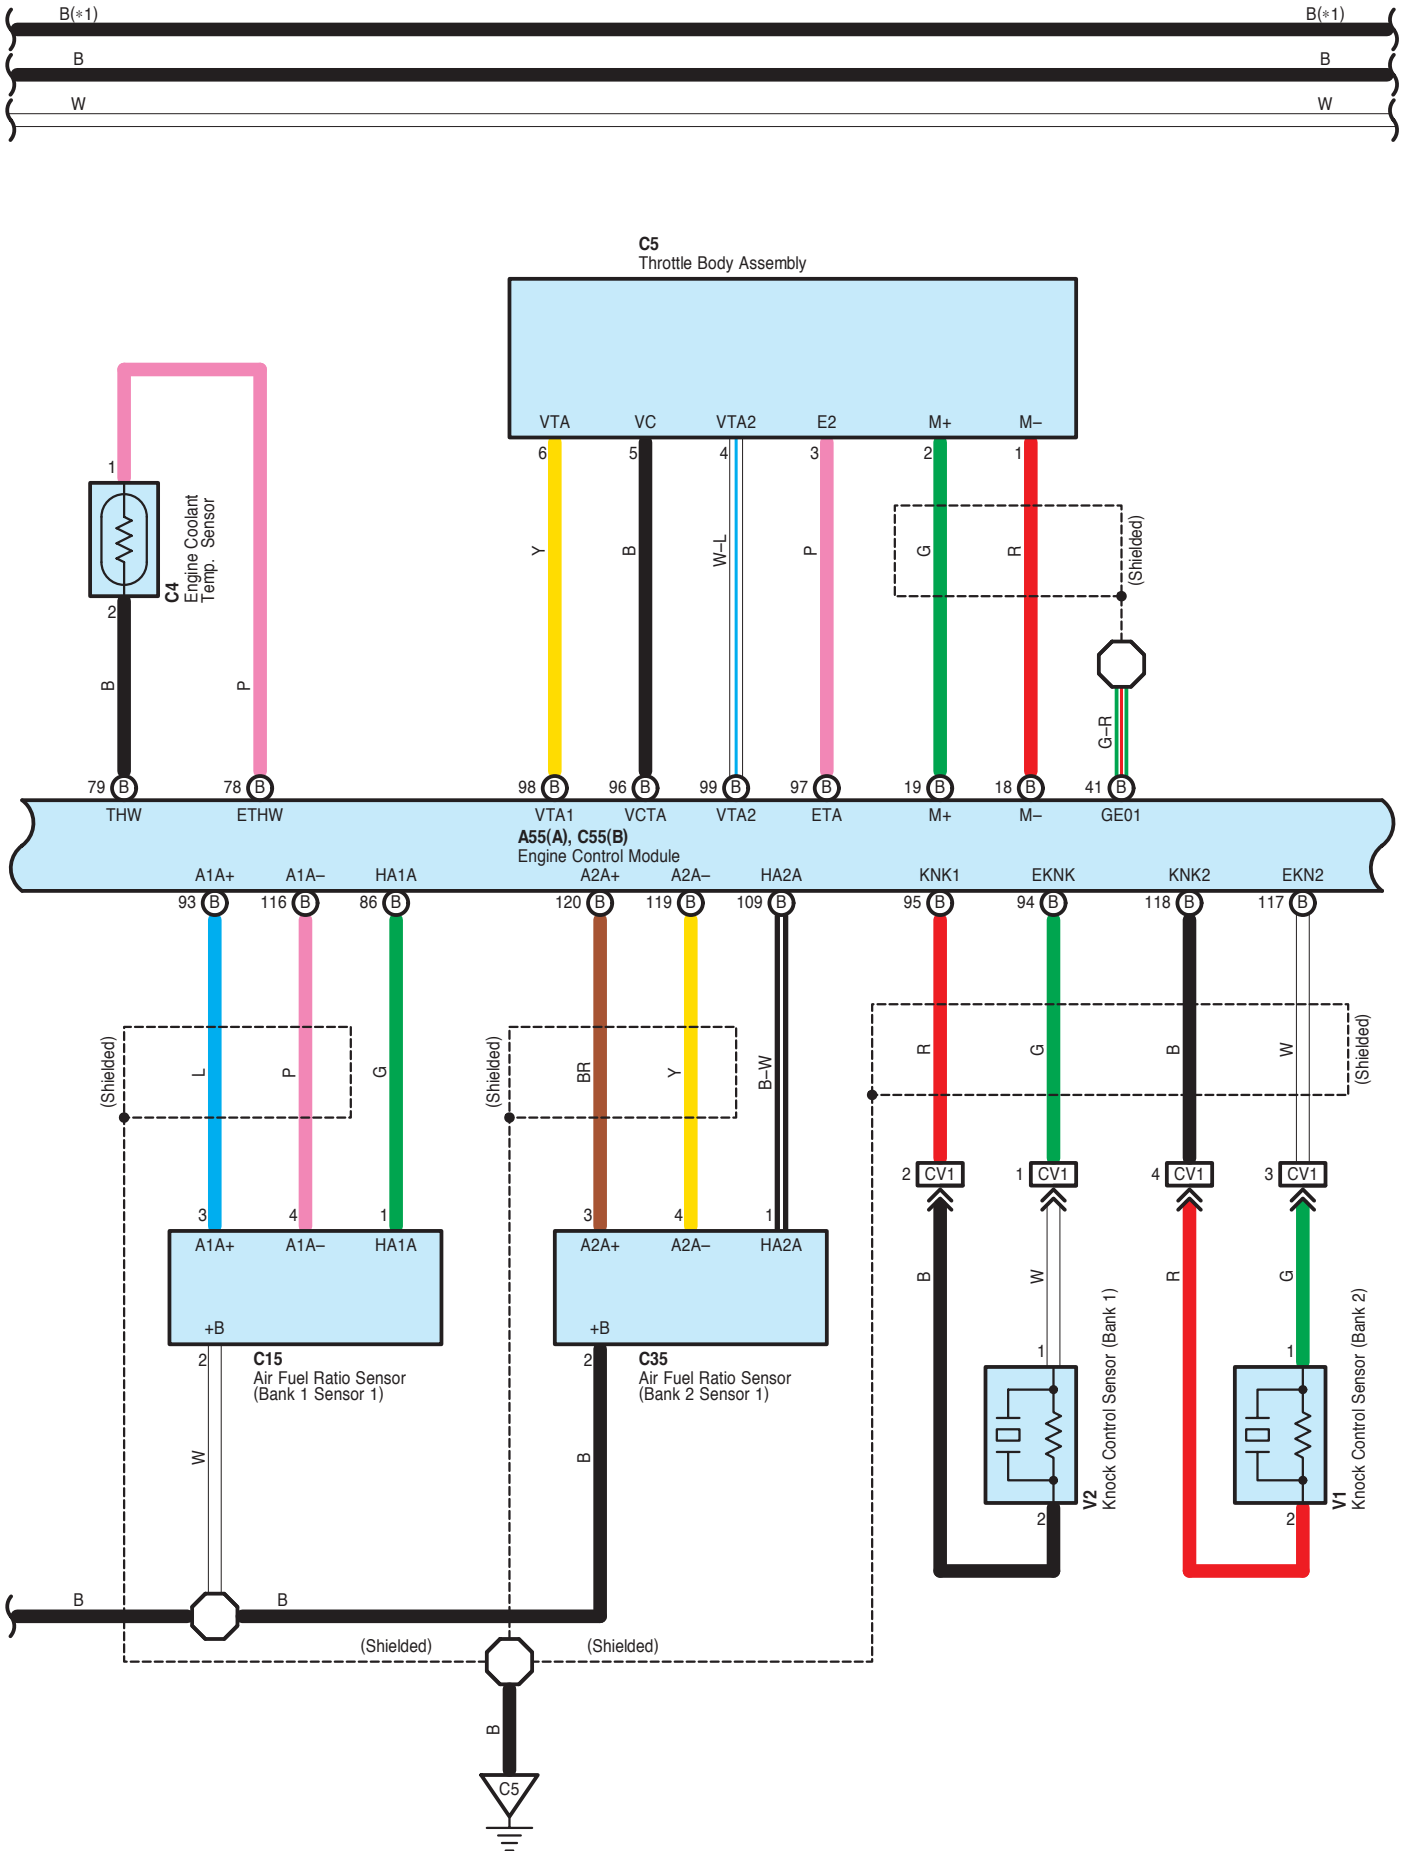 B(*1) B(*1)
B B
W W
C5
Throttle Body Assembly
VTA VC VTA2 E2 M+ M–
6 5 4 3 2 1
1
C4
Engine Coolant
Temp. Sensor
2
B P Y B W–L P G R (Shielded)
G–R
79 B 78 B 98 B 96 B 99 B 97 B 19 B 18 B 41 B
THW ETHW VTA1 VCTA VTA2 ETA M+ M– GE01
A55(A), C55(B)
Engine Control Module
A1A+ A1A– HA1A A2A+ A2A– HA2A KNK1 EKNK KNK2 EKN2
93 B 116 B 86 B 120 B 119 B 109 B 95 B 94 B 118 B 117 B
(Shielded) L P G (Shielded) BR Y B–W R G B W (Shielded)
2 CV1 1 CV1 4 CV1 3 CV1
3 4 1 3 4 1
A1A+ A1A– HA1A A2A+ A2A– HA2A
B W R G
+B +B
2 C15 2 C35
Air Fuel Ratio Sensor
(Bank 1 Sensor 1)
Air Fuel Ratio Sensor
(Bank 2 Sensor 1)
1 1
V2
Knock Control Sensor (Bank 1)
V1
Knock Control Sensor (Bank 2)
2 2
W B
B B
(Shielded) (Shielded)
B
C5